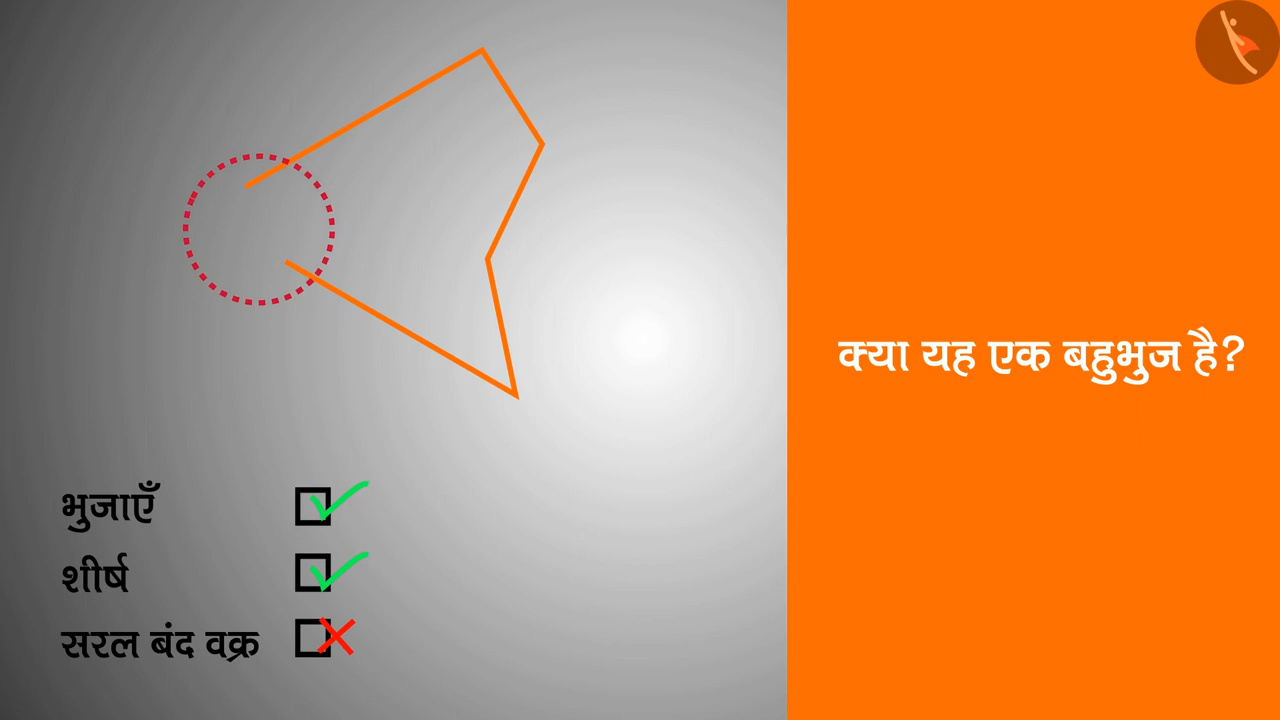 क्या यह एक बहुभुज है?
भुजाएँ
शीर्ष
सरल बंद वक्र